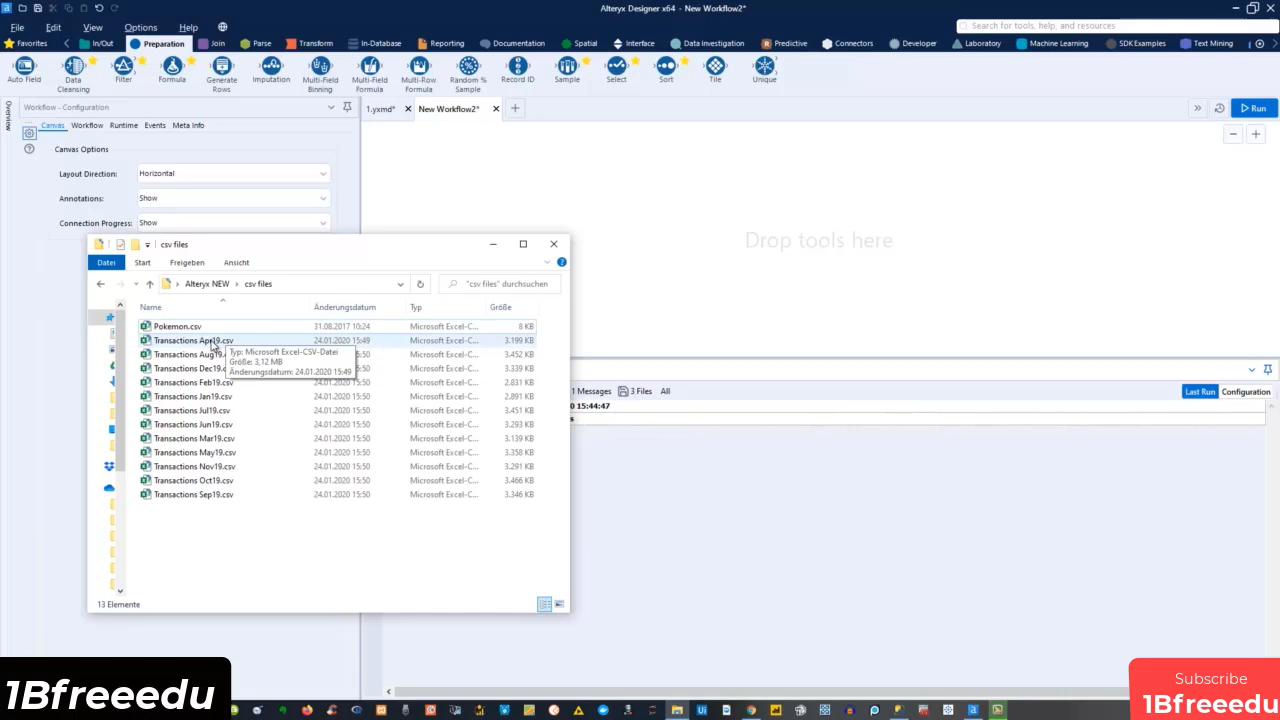 Alteryx Designer x64 - New Workflow2*
File Edit View Options Help
Search for tools, help, and resources
Favorites In/Out Preparation Join Parse Transform In-Database Reporting Documentation Spatial Interface Data Investigation Predictive Connectors Developer Laboratory Machine Learning SDK Examples Text Mining
Auto Field Data Cleansing Filter Formula Generate Rows Imputation Multi-Field Binning Multi-Field Formula Multi-Row Formula Random % Sample Record ID Sample Select Sort Tile Unique
Overview
Workflow - Configuration
1.yxmd* New Workflow2*
Run
Canvas Workflow Runtime Events Meta Info
Canvas Options
Layout Direction: Horizontal
Annotations: Show
Connection Progress: Show
Drop tools here
csv files
Datei Start Freigeben Ansicht
Alteryx NEW csv files
"csv files" durchsuchen
Name Änderungsdatum Typ Größe
Pokemon.csv 31.08.2017 10:24 Microsoft Excel-C... 8 KB
Transactions Apr19.csv 24.01.2020 15:49 Microsoft Excel-C... 3.199 KB
Transactions Aug19. :50 Microsoft Excel-C... 3.452 KB
Transactions Dec19.c :50 Microsoft Excel-C... 3.339 KB
Transactions Feb19.csv 24.01.2020 15:50 Microsoft Excel-C... 2.831 KB
Transactions Jan19.csv 24.01.2020 15:50 Microsoft Excel-C... 2.891 KB
Transactions Jul19.csv 24.01.2020 15:50 Microsoft Excel-C... 3.451 KB
Transactions Jun19.csv 24.01.2020 15:50 Microsoft Excel-C... 3.293 KB
Transactions Mar19.csv 24.01.2020 15:50 Microsoft Excel-C... 3.139 KB
Transactions May19.csv 24.01.2020 15:50 Microsoft Excel-C... 3.358 KB
Transactions Nov19.csv 24.01.2020 15:50 Microsoft Excel-C... 3.291 KB
Transactions Oct19.csv 24.01.2020 15:50 Microsoft Excel-C... 3.466 KB
Transactions Sep19.csv 24.01.2020 15:50 Microsoft Excel-C... 3.346 KB
Typ: Microsoft Excel-CSV-Datei
Größe: 3,12 MB
Änderungsdatum: 24.01.2020 15:49
13 Elemente
1 Messages 3 Files All
Last Run Configuration
0 15:44:47
s
1Bfreeedu
Subscribe
1Bfreeedu